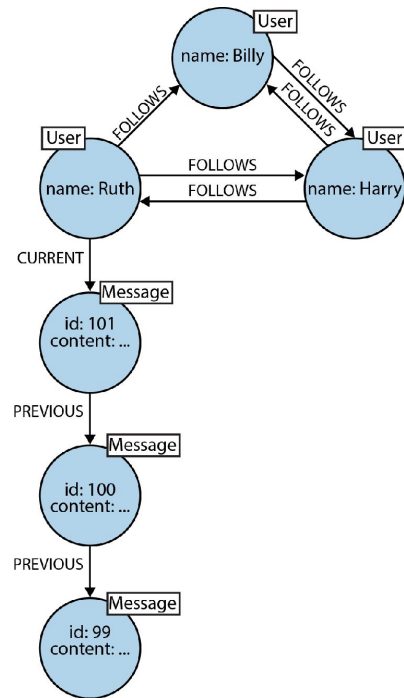 User
name: Billy
FOLLOWS
FOLLOWS
FOLLOWS
User
User
name: Ruth
FOLLOWS
FOLLOWS
name: Harry
CURRENT
Message
id: 101
content: ...
PREVIOUS
Message
id: 100
content: ...
PREVIOUS
Message
id: 99
content: ...